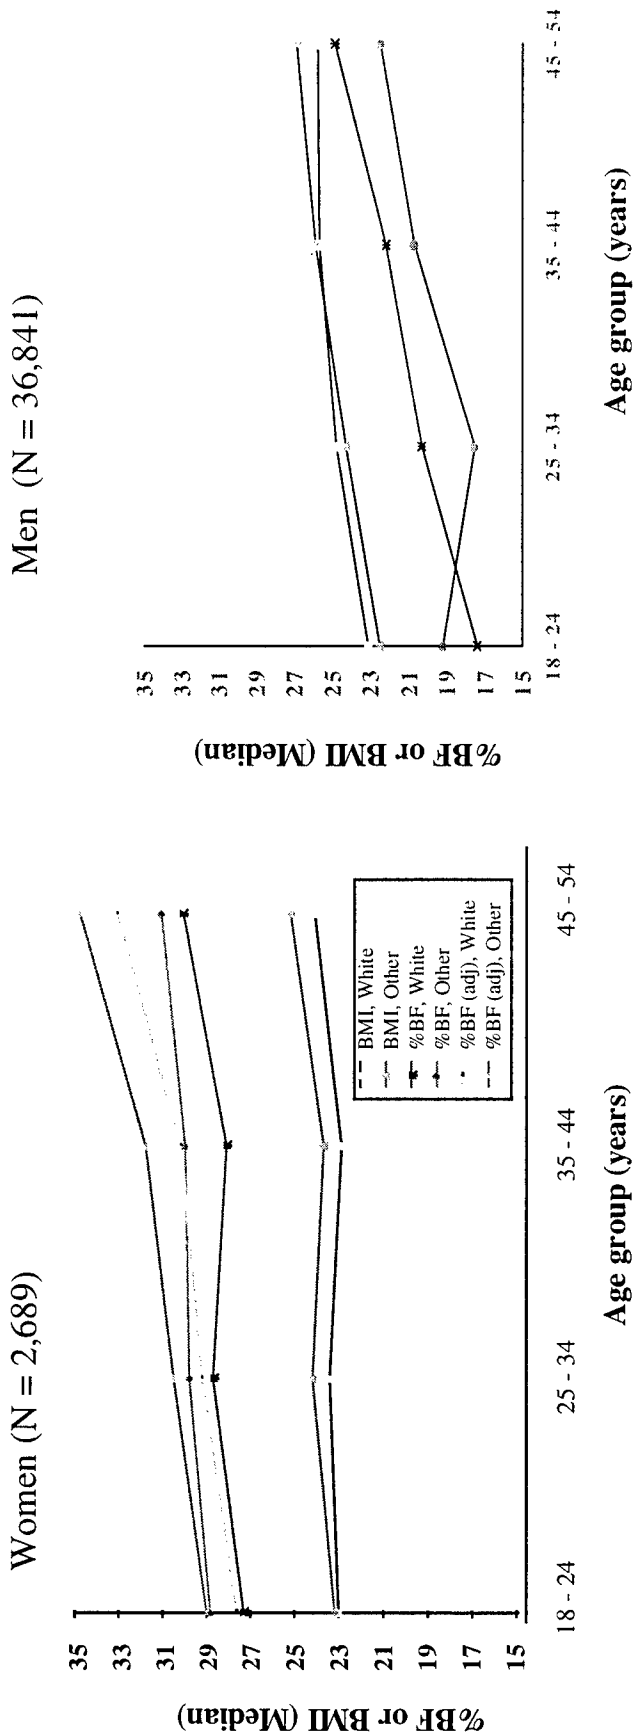 Women (N = 2,689)
%BF or BMI (Median)
35
33
31
29
27
25
23
21
19
17
15
18 - 24
25 - 34
35 - 44
45 - 54
Age group (years)
BMI, White
BMI, Other
%BF, White
%BF, Other
%BF (adj), White
%BF (adj), Other
Men (N = 36,841)
%BF or BMI (Median)
35
33
31
29
27
25
23
21
19
17
15
18 - 24
25 - 34
35 - 44
45 - 54
Age group (years)